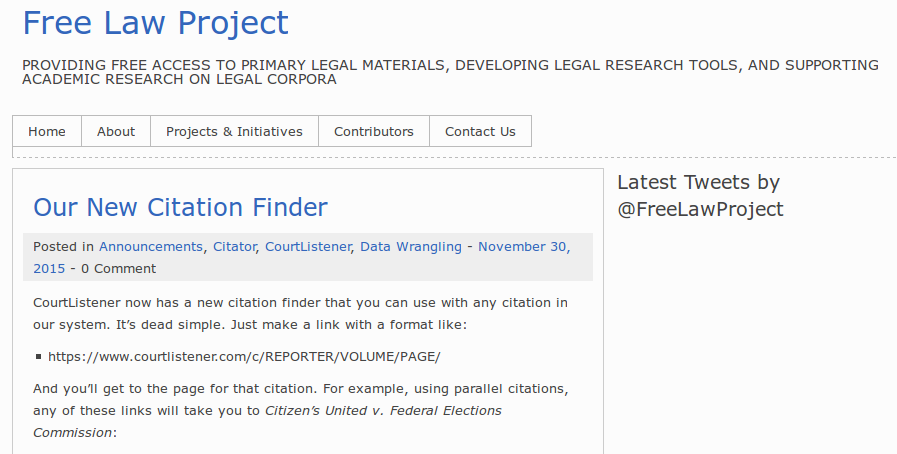 Free Law Project
PROVIDING FREE ACCESS TO PRIMARY LEGAL MATERIALS, DEVELOPING LEGAL RESEARCH TOOLS, AND SUPPORTING
ACADEMIC RESEARCH ON LEGAL CORPORA
Home About Projects & Initiatives Contributors Contact Us
Our New Citation Finder
Posted in Announcements, Citator, CourtListener, Data Wrangling - November 30,
2015 - 0 Comment
CourtListener now has a new citation finder that you can use with any citation in
our system. It’s dead simple. Just make a link with a format like:
▪ https://www.courtlistener.com/c/REPORTER/VOLUME/PAGE/
And you’ll get to the page for that citation. For example, using parallel citations,
any of these links will take you to Citizen’s United v. Federal Elections
Commission:
Latest Tweets by
@FreeLawProject